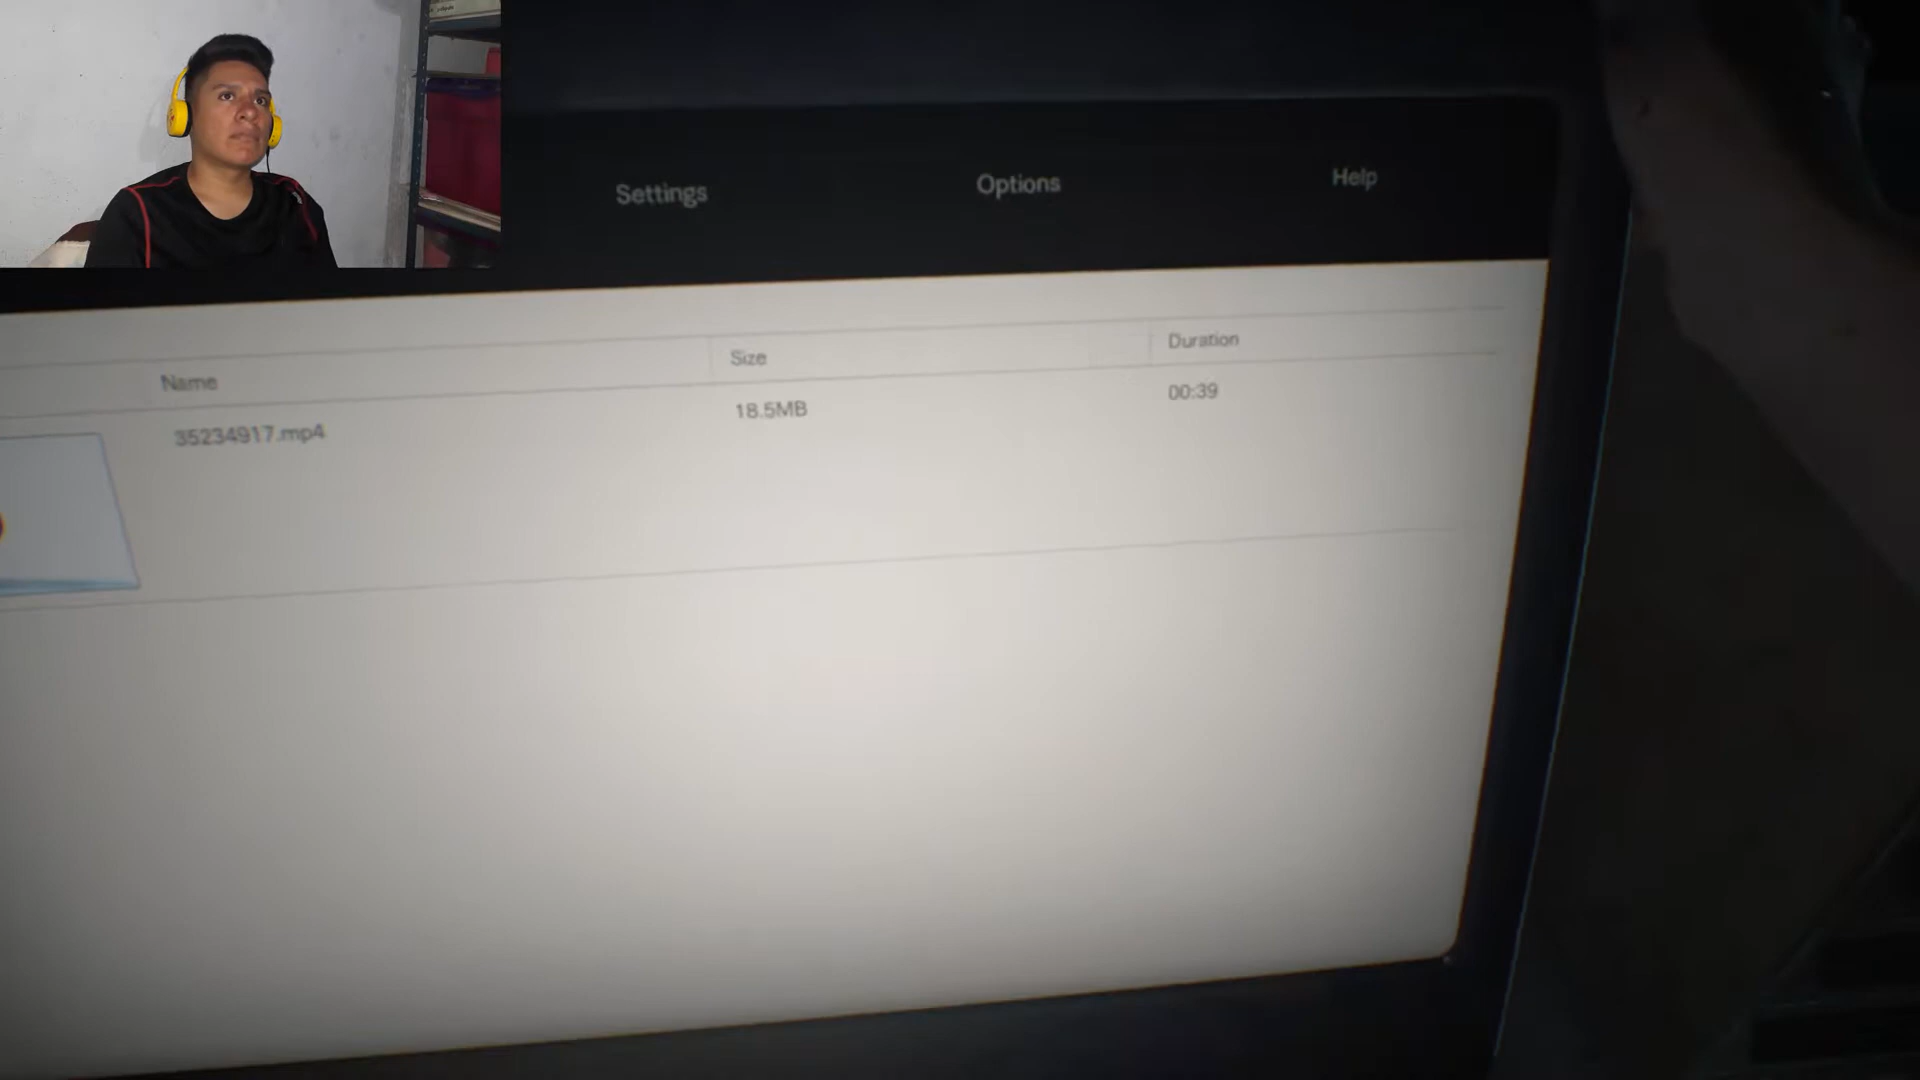 Settings Options Help
Name Size Duration
35234917.mp4 18.5MB 00:39